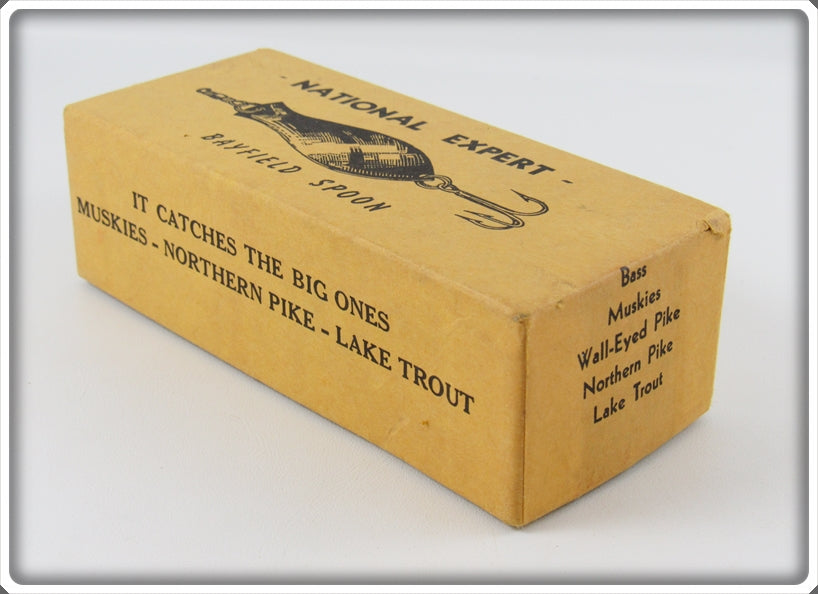 - NATIONAL EXPERT -
BAYFIELD SPOON
IT CATCHES THE BIG ONES
MUSKIES - NORTHERN PIKE - LAKE TROUT
Bass
Muskies
Wall-Eyed Pike
Northern Pike
Lake Trout